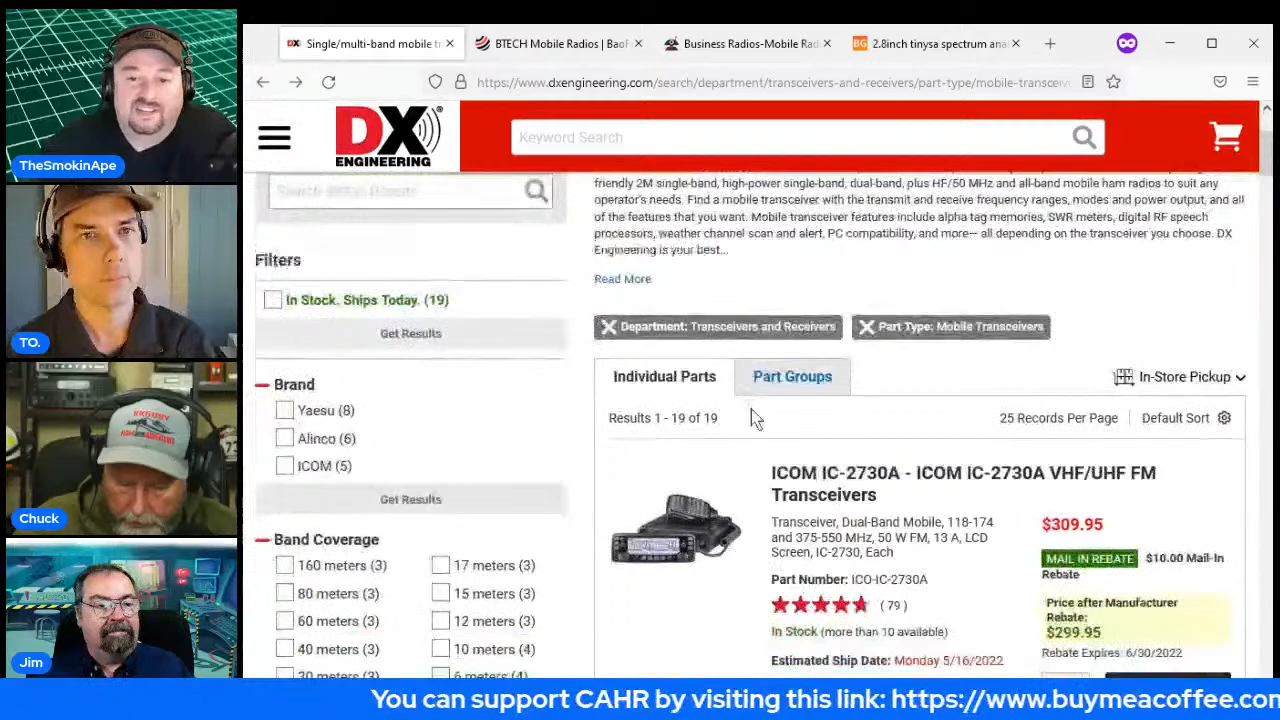 TheSmokinApe
TO.
Chuck
Jim
Single/multi-band mobile tr
BTECH Mobile Radios | Baof
Business Radios-Mobile Rad
BG 2.8inch tinysa spectrum ana
https://www.dxengineering.com/search/department/transceivers-and-receivers/part-type/mobile-transceiv
DX
ENGINEERING
Keyword Search
friendly 2M single-band, high-power single-band, dual-band, plus HF/50 MHz and all-band mobile ham radios to suit any
operator's needs. Find a mobile transceiver with the transmit and receive frequency ranges, modes and power output, and all
of the features that you want. Mobile transceiver features include alpha tag memories, SWR meters, digital RF speech
processors, weather channel scan and alert, PC compatibility, and more— all depending on the transceiver you choose. DX
Engineering is your best...
Read More
Filters
In Stock. Ships Today. (19)
Get Results
Brand
Yaesu (8)
Alinco (6)
ICOM (5)
Get Results
Band Coverage
160 meters (3)
17 meters (3)
80 meters (3)
15 meters (3)
60 meters (3)
12 meters (3)
40 meters (3)
10 meters (4)
30 meters (3)
6 meters (4)
Department: Transceivers and Receivers
Part Type: Mobile Transceivers
Individual Parts
Part Groups
In-Store Pickup
Results 1 - 19 of 19
25 Records Per Page
Default Sort
ICOM IC-2730A - ICOM IC-2730A VHF/UHF FM
Transceivers
Transceiver, Dual-Band Mobile, 118-174
and 375-550 MHz, 50 W FM, 13 A, LCD
Screen, IC-2730, Each
Part Number: ICO-IC-2730A
( 79 )
In Stock (more than 10 available)
Estimated Ship Date: Monday 5/16/2022
$309.95
MAIL IN REBATE $10.00 Mail-In
Rebate
Price after Manufacturer
Rebate:
$299.95
Rebate Expires: 6/30/2022
You can support CAHR by visiting this link: https://www.buymeacoffee.con